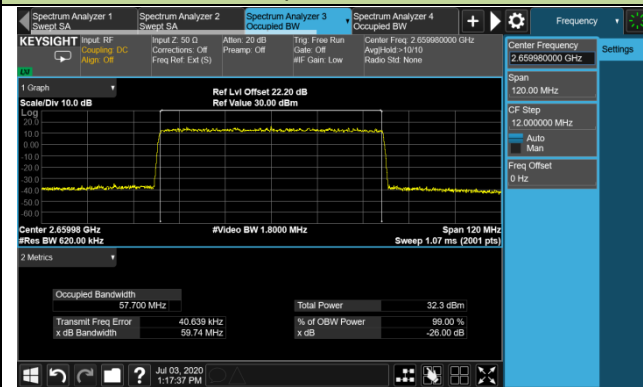 Spectrum Analyzer 1
Swept SA
Spectrum Analyzer 2
Swept SA
Spectrum Analyzer 3
Occupied BW
Spectrum Analyzer 4
Occupied BW
Frequency
KEYSIGHT
Input: RF
Coupling: DC
Align: Off
Input Z: 50 Ω
Corrections: Off
Freq Ref: Ext (S)
Atten: 20 dB
Preamp: Off
Trig: Free Run
Gate: Off
#IF Gain: Low
Center Freq: 2.659980000 GHz
Avg|Hold:>10/10
Radio Std: None
Center Frequency
2.659980000 GHz
Settings
Span
120.00 MHz
CF Step
12.000000 MHz
Auto
Man
Freq Offset
0 Hz
1 Graph
Scale/Div 10.0 dB
Ref Lvl Offset 22.20 dB
Ref Value 30.00 dBm
Log
20.0
10.0
0.00
-10.0
-20.0
-30.0
-40.0
-50.0
-60.0
Center 2.65998 GHz
#Video BW 1.8000 MHz
Span 120 MHz
#Res BW 620.00 kHz
Sweep 1.07 ms (2001 pts)
2 Metrics
Occupied Bandwidth
57.700 MHz
Total Power
32.3 dBm
Transmit Freq Error
40.639 kHz
% of OBW Power
99.00 %
x dB Bandwidth
59.74 MHz
x dB
-26.00 dB
Jul 03, 2020
1:17:37 PM